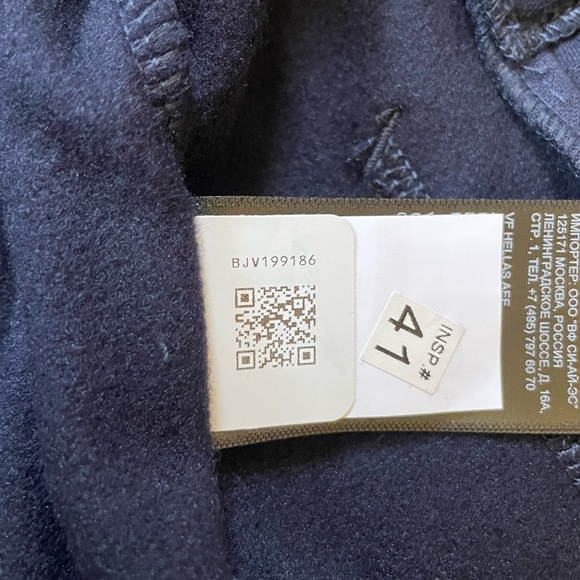 BJV199186
INSP #
41
VF HELLAS AEE
ИМПОРТЕР: ООО "ВФ СИ-АЙ-ЭС"
125171 МОСКВА, РОССИЯ
ЛЕНИНГРАДСКОЕ ШОССЕ, Д. 16А,
СТР. 1, ТЕЛ. +7 (495) 797 60 70